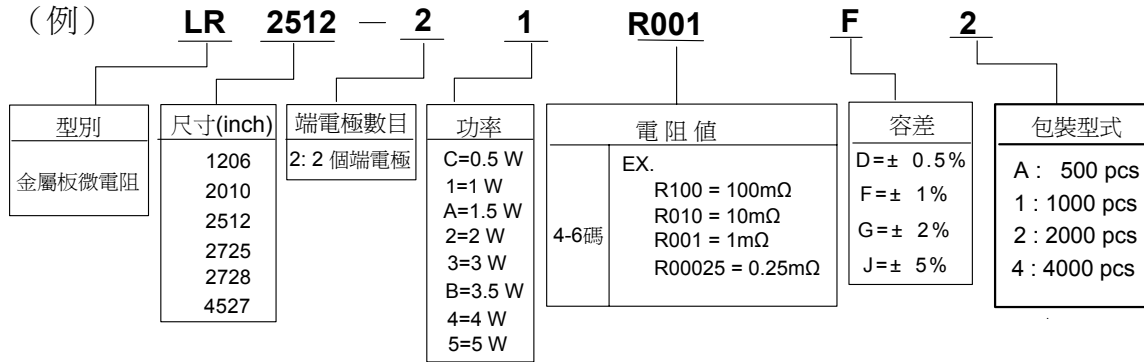 （例） LR 2512 — 2 1 R001 F 2
型別
金屬板微電阻
尺寸(inch)
1206
2010
2512
2725
2728
4527
端電極數目
2: 2 個端電極
功率
C=0.5 W
1=1 W
A=1.5 W
2=2 W
3=3 W
B=3.5 W
4=4 W
5=5 W
電 阻 值
4-6碼
EX.
R100 = 100mΩ
R010 = 10mΩ
R001 = 1mΩ
R00025 = 0.25mΩ
容差
D=± 0.5%
F=± 1%
G=± 2%
J=± 5%
包裝型式
A : 500 pcs
1 : 1000 pcs
2 : 2000 pcs
4 : 4000 pcs